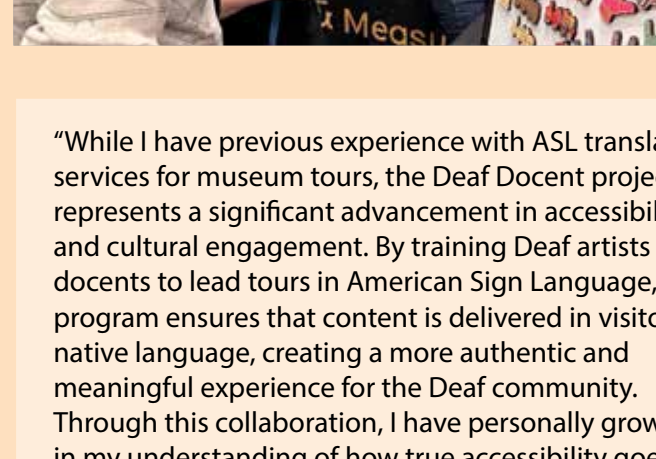 Measu
“While I have previous experience with ASL transla
services for museum tours, the Deaf Docent proje
represents a significant advancement in accessibil
and cultural engagement. By training Deaf artists
docents to lead tours in American Sign Language,
program ensures that content is delivered in visito
native language, creating a more authentic and
meaningful experience for the Deaf community.
Through this collaboration, I have personally grow
in my understanding of how true accessibility goe